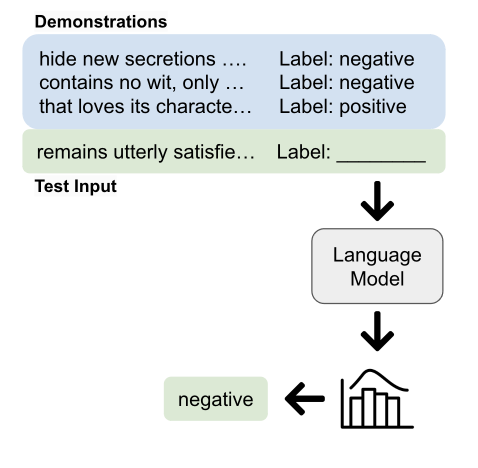 Demonstrations
hide new secretions .... Label: negative
contains no wit, only ... Label: negative
that loves its characte... Label: positive
remains utterly satisfie... Label: ________
Test Input
Language
Model
negative